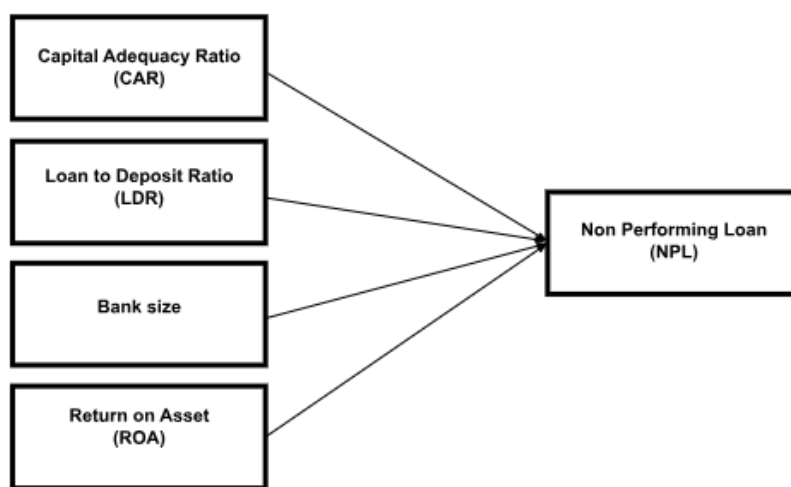 Capital Adequacy Ratio
(CAR)
Loan to Deposit Ratio
(LDR)
Bank size
Return on Asset
(ROA)
Non Performing Loan
(NPL)